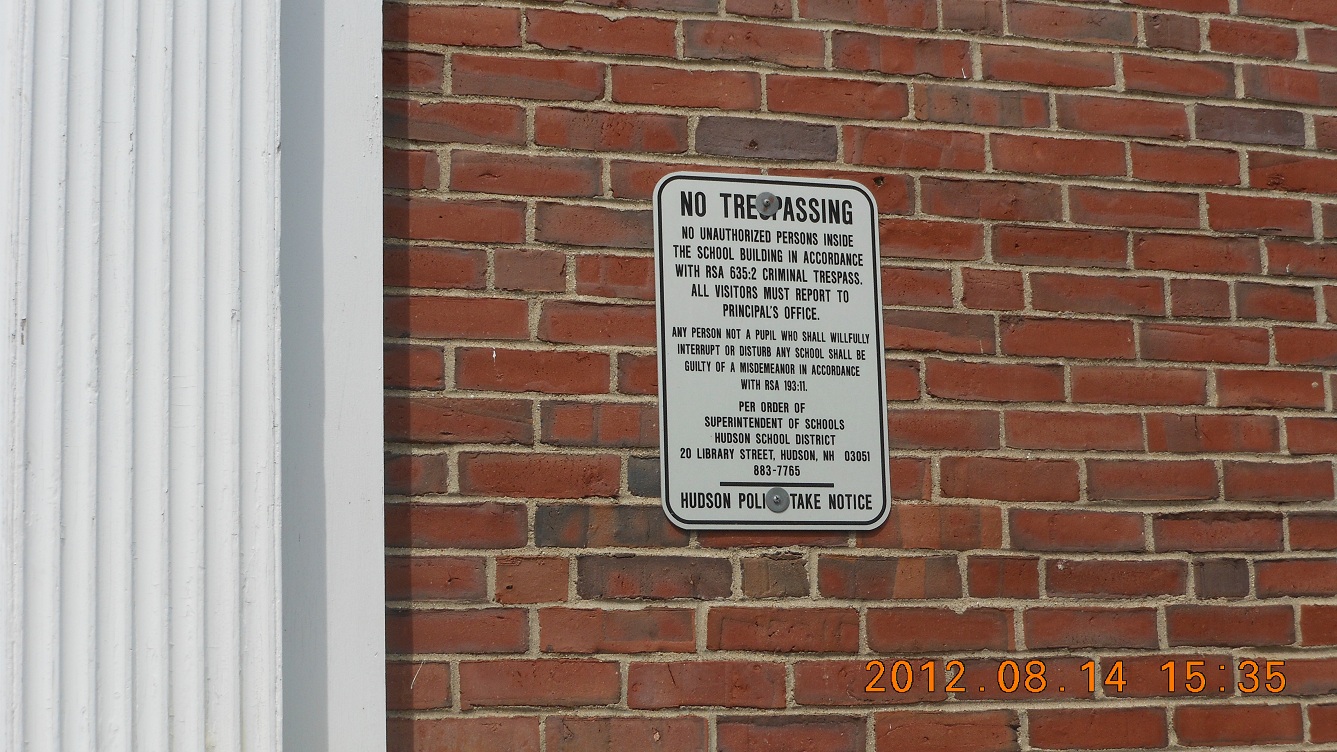 NO TRESPASSING
NO UNAUTHORIZED PERSONS INSIDE
THE SCHOOL BUILDING IN ACCORDANCE
WITH RSA 635:2 CRIMINAL TRESPASS.
ALL VISITORS MUST REPORT TO
PRINCIPAL'S OFFICE.
ANY PERSON NOT A PUPIL WHO SHALL WILLFULLY
INTERRUPT OR DISTURB ANY SCHOOL SHALL BE
GUILTY OF A MISDEMEANOR IN ACCORDANCE
WITH RSA 193:11.
PER ORDER OF
SUPERINTENDENT OF SCHOOLS
HUDSON SCHOOL DISTRICT
20 LIBRARY STREET, HUDSON, NH 03051
883-7765
HUDSON POLICE TAKE NOTICE
2012.08.14 15:35